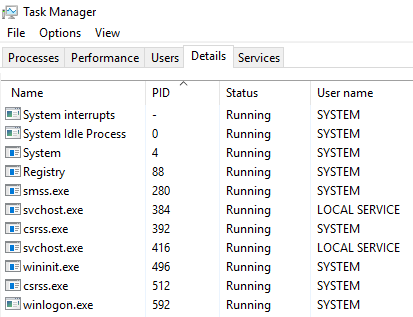 Task Manager
File Options View
Processes Performance Users Details Services
Name PID Status User name
System interrupts - Running SYSTEM
System Idle Process 0 Running SYSTEM
System 4 Running SYSTEM
Registry 88 Running SYSTEM
smss.exe 280 Running SYSTEM
svchost.exe 384 Running LOCAL SERVICE
csrss.exe 392 Running SYSTEM
svchost.exe 416 Running LOCAL SERVICE
wininit.exe 496 Running SYSTEM
csrss.exe 512 Running SYSTEM
winlogon.exe 592 Running SYSTEM